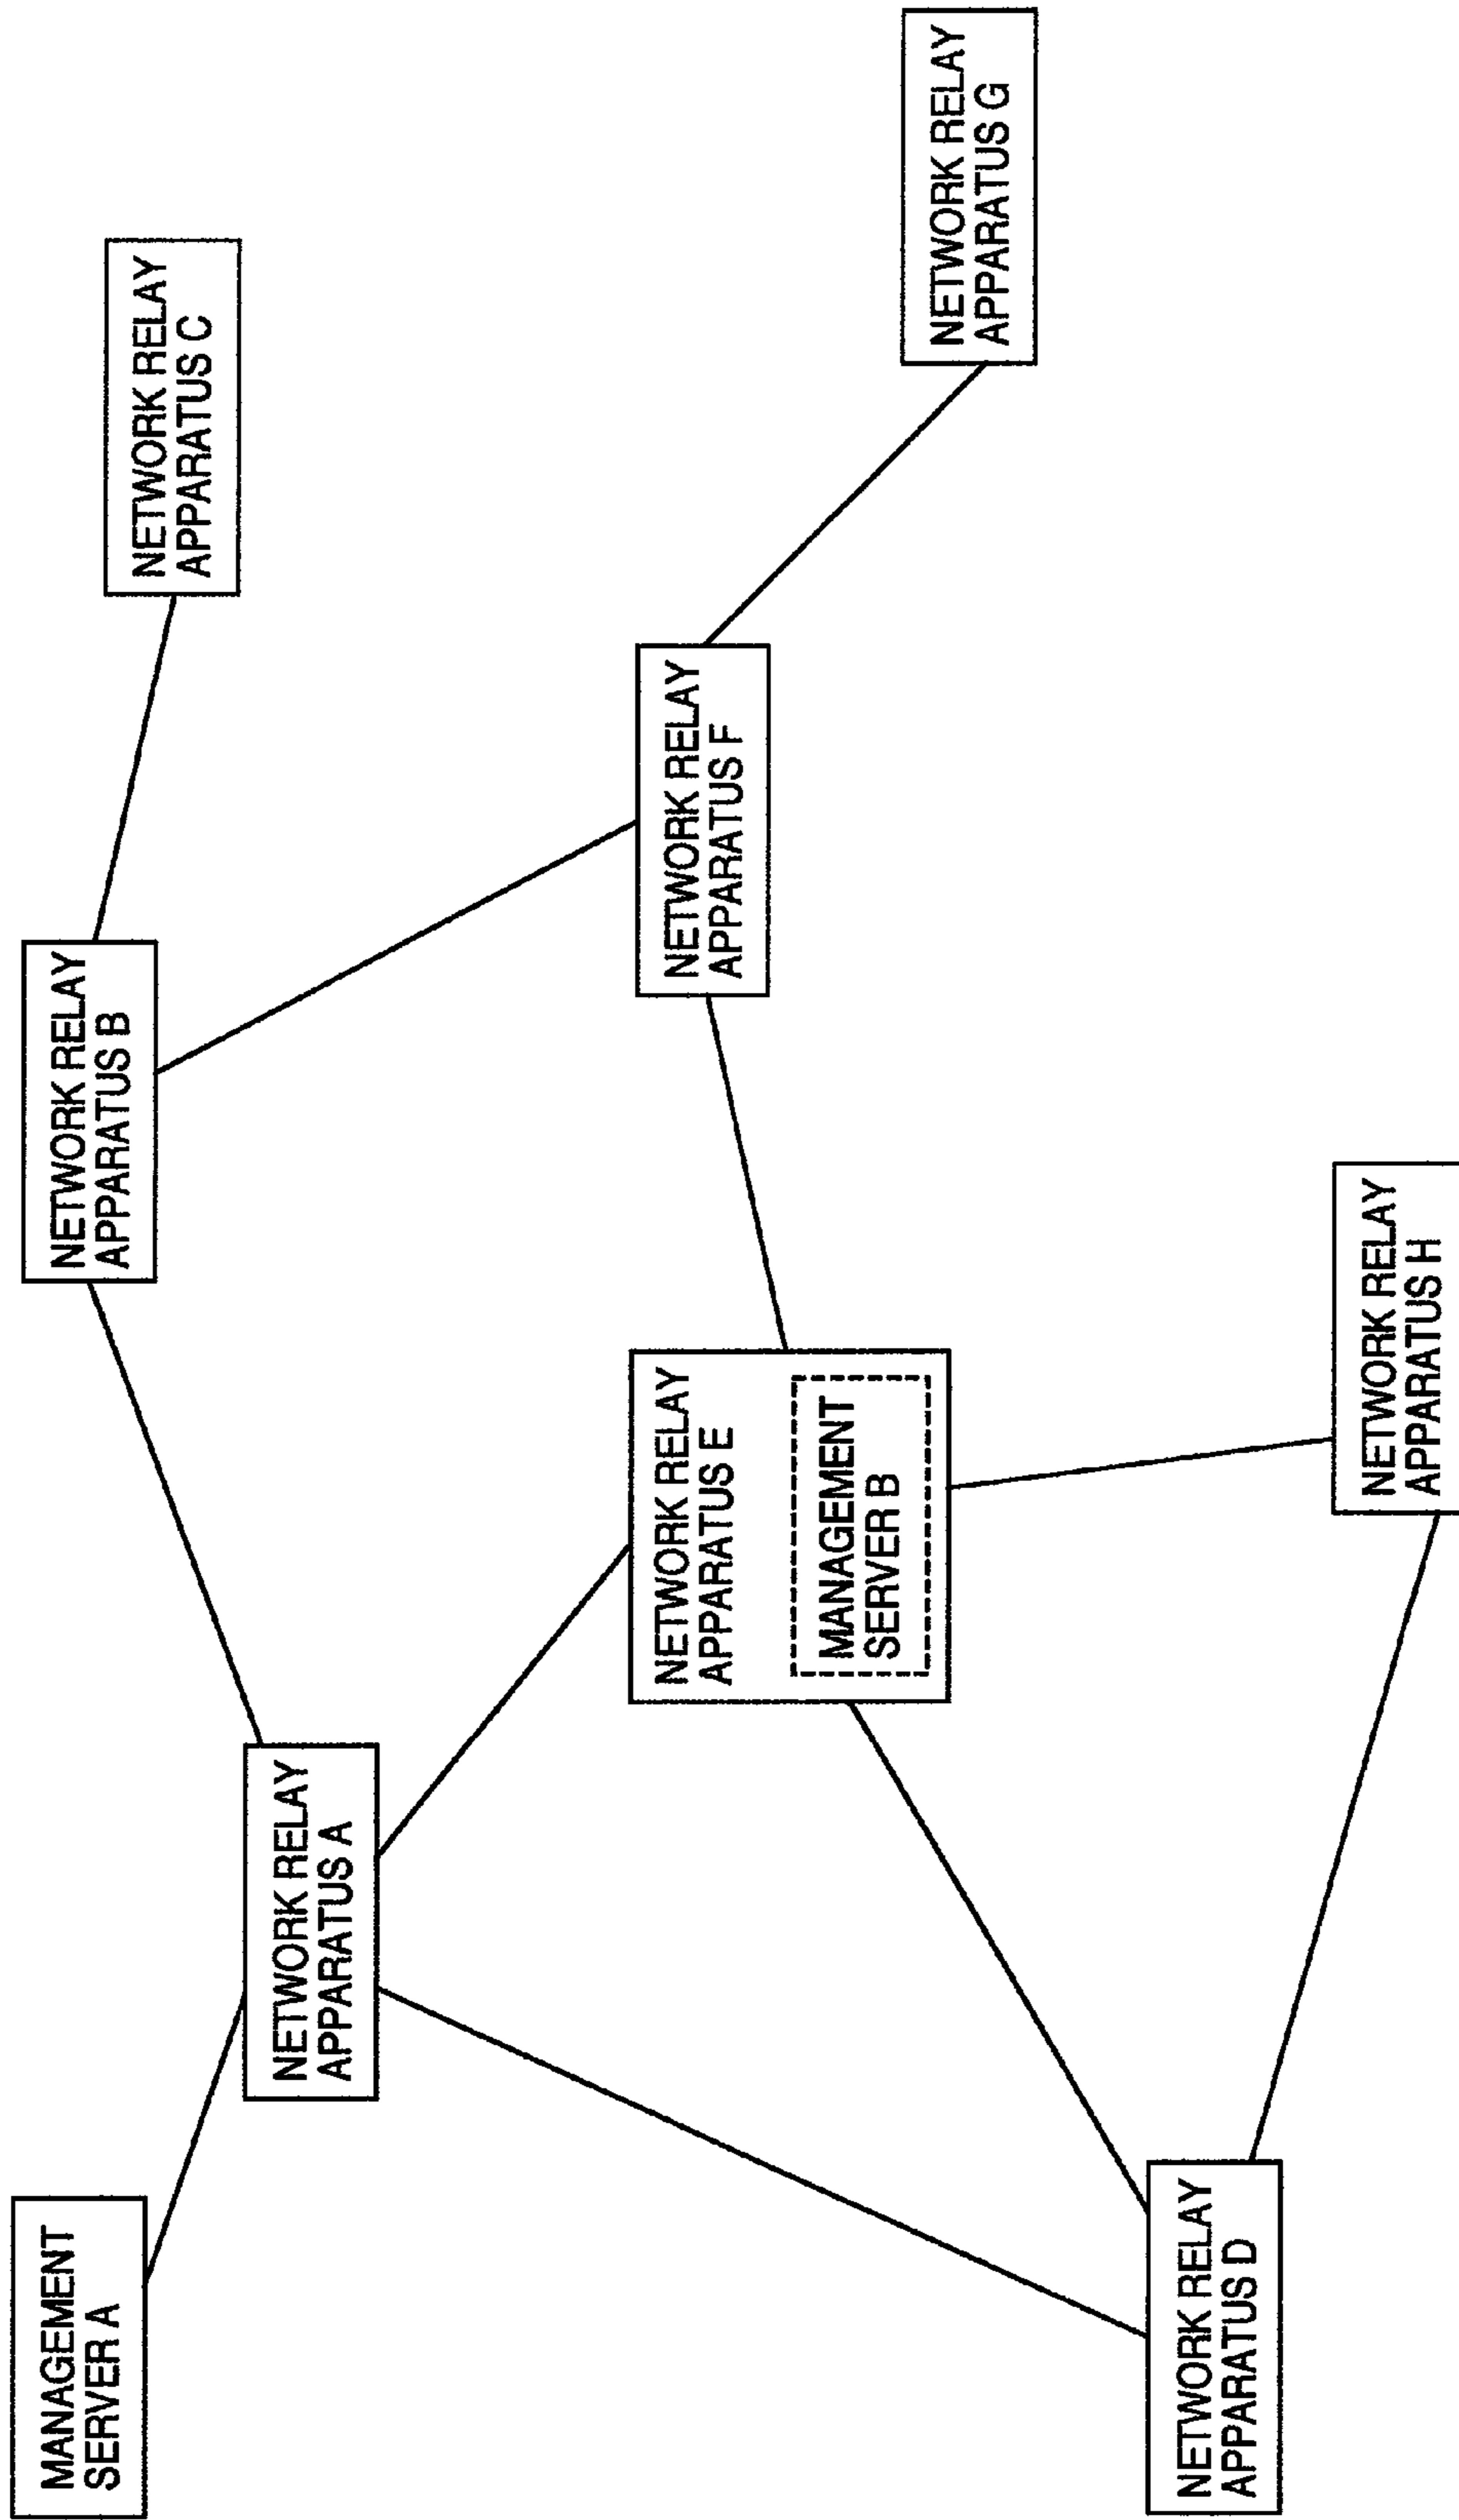 MANAGEMENT
SERVER A
NETWORK RELAY
APPARATUS B
NETWORK RELAY
APPARATUS C
NETWORK RELAY
APPARATUS A
NETWORK RELAY
APPARATUS E
MANAGEMENT
SERVER B
NETWORK RELAY
APPARATUS F
NETWORK RELAY
APPARATUS G
NETWORK RELAY
APPARATUS D
NETWORK RELAY
APPARATUS H